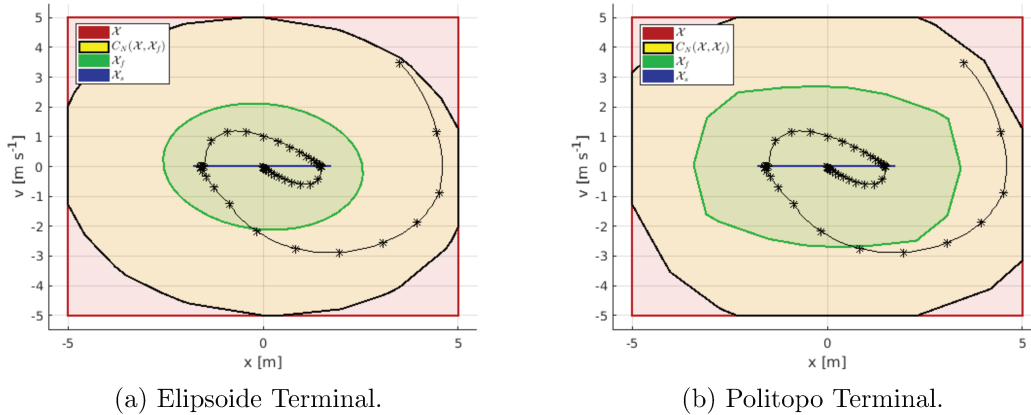 5
4
3
2
1
0
-1
-2
-3
-4
-5
v [m s⁻¹]
𝒳
C_N(𝒳, 𝒳_f)
𝒳_f
𝒳_s
-5
0
5
x [m]
(a) Elipsoide Terminal.
5
4
3
2
1
0
-1
-2
-3
-4
-5
v [m s⁻¹]
𝒳
C_N(𝒳, 𝒳_f)
𝒳_f
𝒳_s
-5
0
5
x [m]
(b) Politopo Terminal.